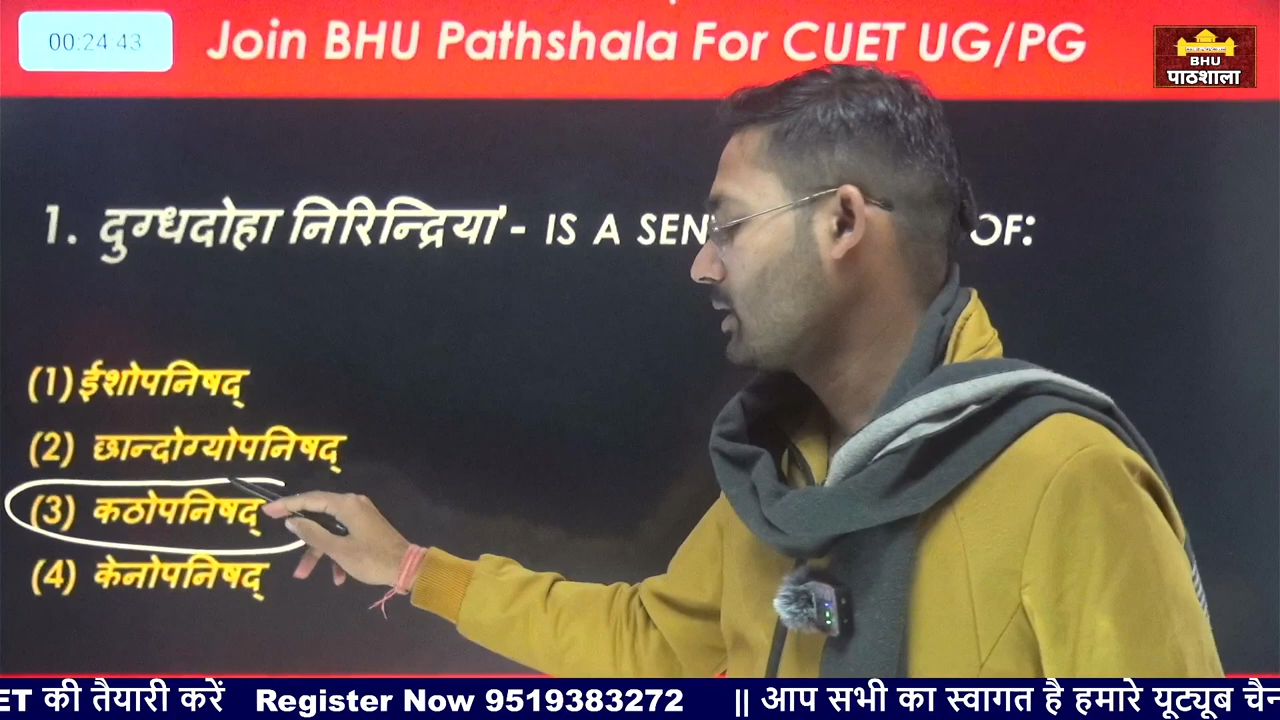 00:24 43
Join BHU Pathshala For CUET UG/PG
BHU
पाठशाला
1. दुग्धदोहा निरिन्द्रिया'- IS A OF:
(1) ईशोपनिषद्
(2) छान्दोग्योपनिषद्
(3) कठोपनिषद्
(4) केनोपनिषद्
ET की तैयारी करें Register Now 9519383272 || आप सभी का स्वागत है हमारे यूट्यूब